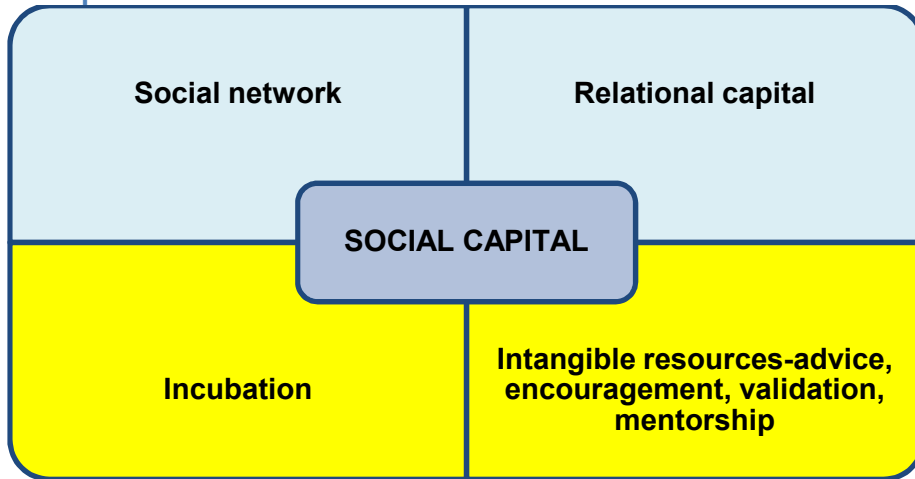 Social network
Relational capital
SOCIAL CAPITAL
Incubation
Intangible resources-advice,
encouragement, validation,
mentorship